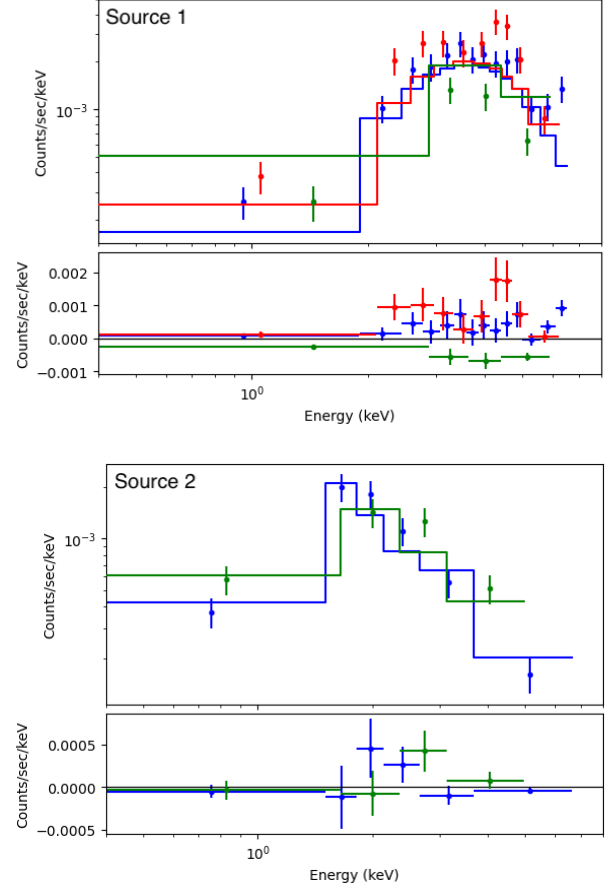 Source 1
Counts/sec/keV
10⁻³
Counts/sec/keV
0.002
0.001
0.000
−0.001
10⁰
Energy (keV)
Source 2
Counts/sec/keV
10⁻³
Counts/sec/keV
0.0005
0.0000
−0.0005
10⁰
Energy (keV)